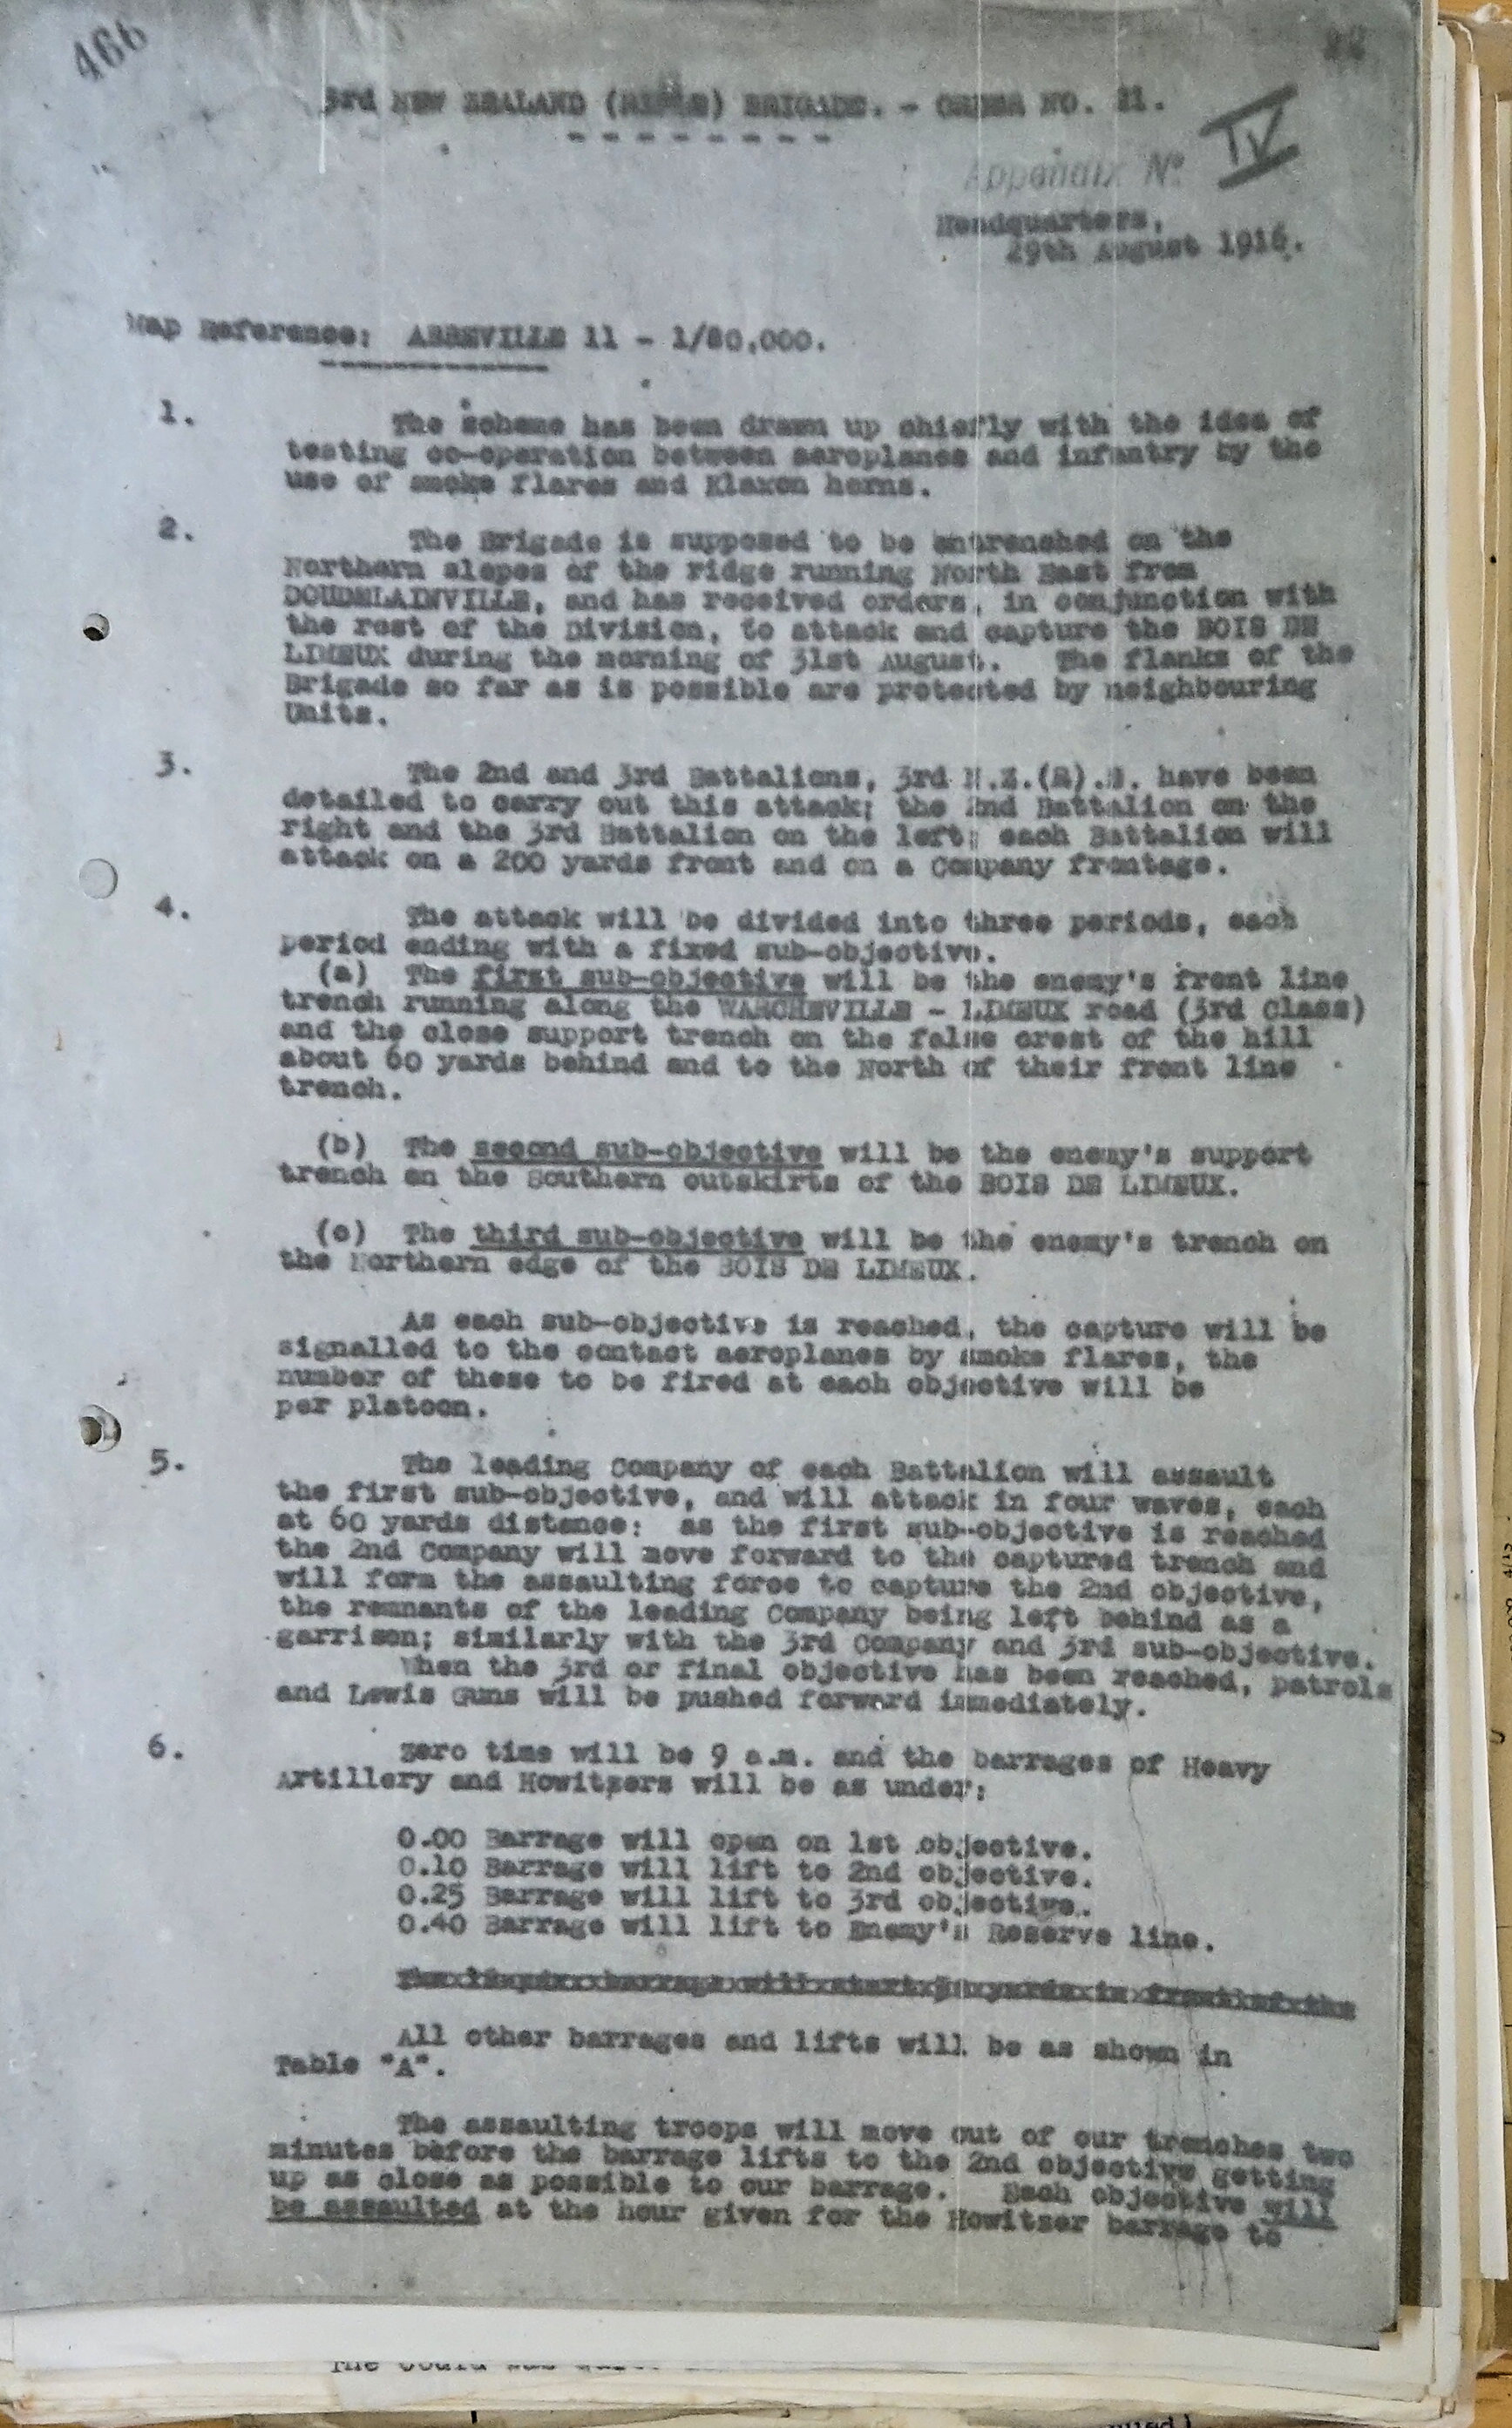 466
3rd NEW ZEALAND (RIFLE) BRIGADE. - ORDER NO. 21.
Appendix No IV
Headquarters,
29th August 1916.
Map Reference: ABBEVILLE 11 - 1/80,000.
1. The scheme has been drawn up chiefly with the idea of
testing co-operation between aeroplanes and infantry by the
use of smoke flares and Klaxon horns.
2. The Brigade is supposed to be entrenched on the
Northern slopes of the ridge running North East from
DOUDELAINVILLE, and has received orders, in conjunction with
the rest of the Division, to attack and capture the BOIS DE
LIMEUX during the morning of 31st August. The flanks of the
Brigade so far as is possible are protected by neighbouring
Units.
3. The 2nd and 3rd Battalions, 3rd N.Z.(R).B. have been
detailed to carry out this attack; the 2nd Battalion on the
right and the 3rd Battalion on the left; each Battalion will
attack on a 200 yards front and on a Company frontage.
4. The attack will be divided into three periods, each
period ending with a fixed sub-objective.
(a) The first sub-objective will be the enemy's front line
trench running along the WARCHEVILLE - LIMEUX road (3rd Class)
and the close support trench on the false crest of the hill
about 60 yards behind and to the North of their front line
trench.
(b) The second sub-objective will be the enemy's support
trench on the Southern outskirts of the BOIS DE LIMEUX.
(c) The third sub-objective will be the enemy's trench on
the Northern edge of the BOIS DE LIMEUX.
As each sub-objective is reached, the capture will be
signalled to the contact aeroplanes by smoke flares, the
number of these to be fired at each objective will be
per platoon.
5. The leading Company of each Battalion will assault
the first sub-objective, and will attack in four waves, each
at 60 yards distance: as the first sub-objective is reached
the 2nd Company will move forward to the captured trench and
will form the assaulting force to capture the 2nd objective,
the remnants of the leading Company being left behind as a
garrison; similarly with the 3rd Company and 3rd sub-objective.
When the 3rd or final objective has been reached, patrols
and Lewis Guns will be pushed forward immediately.
6. Zero time will be 9 a.m. and the barrages of Heavy
Artillery and Howitzers will be as under:
0.00 Barrage will open on 1st objective.
0.10 Barrage will lift to 2nd objective.
0.25 Barrage will lift to 3rd objective.
0.40 Barrage will lift to Enemy's Reserve line.
barrage will start yards in front of the
All other barrages and lifts will be as shown in
Table "A".
The assaulting troops will move out of our trenches two
minutes before the barrage lifts to the 2nd objective getting
up as close as possible to our barrage. Each objective will
be assaulted at the hour given for the Howitzer barrage to